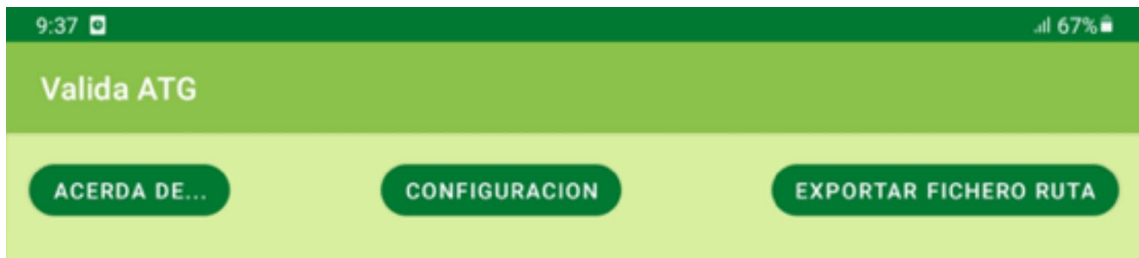 9:37 67%
Valida ATG
ACERDA DE... CONFIGURACION EXPORTAR FICHERO RUTA